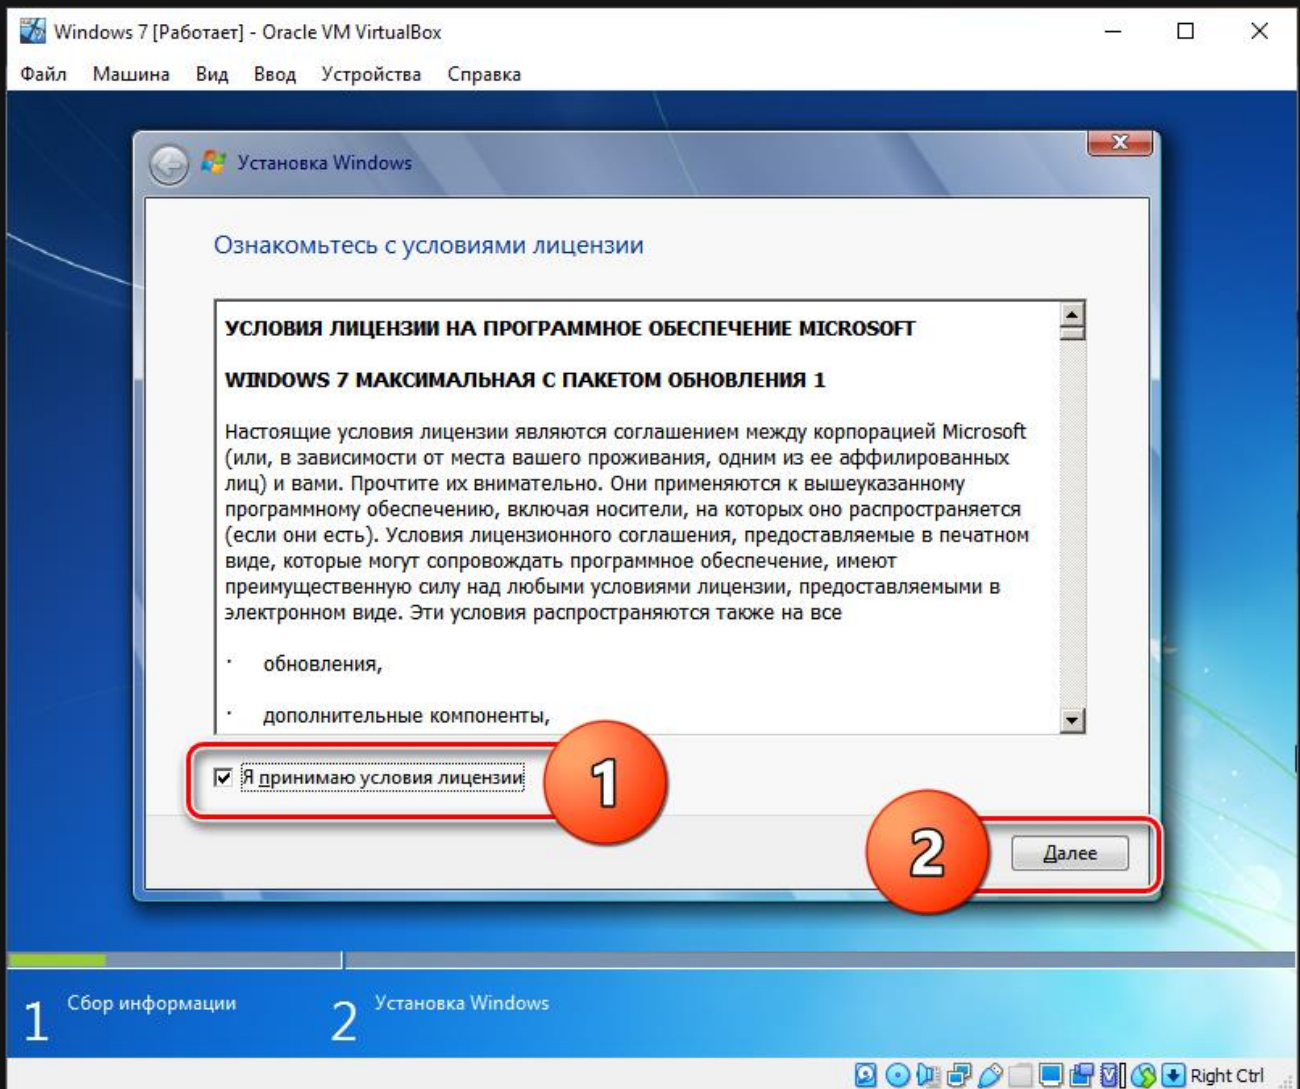 Windows 7 [Работает] - Oracle VM VirtualBox
Файл Машина Вид Ввод Устройства Справка
Установка Windows
Ознакомьтесь с условиями лицензии
УСЛОВИЯ ЛИЦЕНЗИИ НА ПРОГРАММНОЕ ОБЕСПЕЧЕНИЕ MICROSOFT
WINDOWS 7 МАКСИМАЛЬНАЯ С ПАКЕТОМ ОБНОВЛЕНИЯ 1
Настоящие условия лицензии являются соглашением между корпорацией Microsoft
(или, в зависимости от места вашего проживания, одним из ее аффилированных
лиц) и вами. Прочтите их внимательно. Они применяются к вышеуказанному
программному обеспечению, включая носители, на которых оно распространяется
(если они есть). Условия лицензионного соглашения, предоставляемые в печатном
виде, которые могут сопровождать программное обеспечение, имеют
преимущественную силу над любыми условиями лицензии, предоставляемыми в
электронном виде. Эти условия распространяются также на все
· обновления,
· дополнительные компоненты,
Я принимаю условия лицензии
1
2
Далее
1 Сбор информации
2 Установка Windows
Right Ctrl